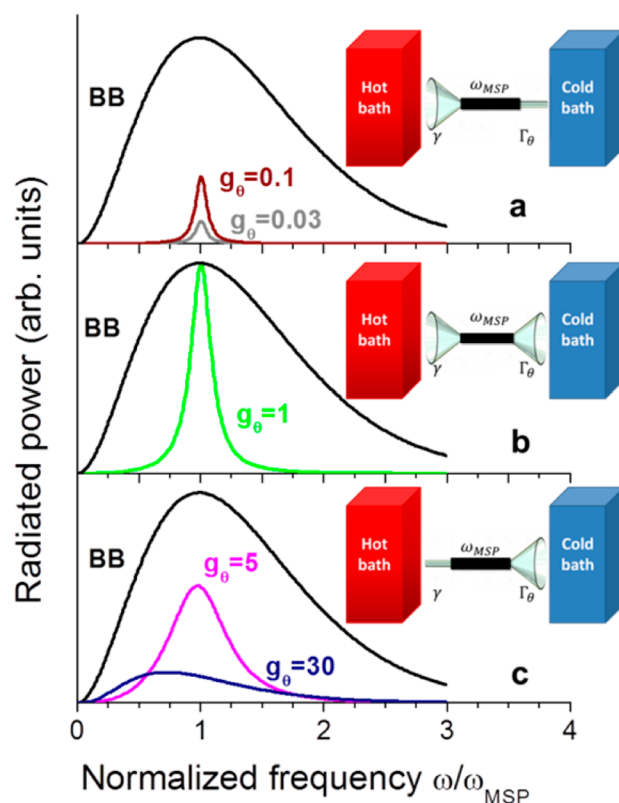 Radiated power (arb. units)
BB
g_θ=0.1
g_θ=0.03
Hot
bath
ω_MSP
γ
Γ_θ
Cold
bath
a
BB
g_θ=1
Hot
bath
ω_MSP
γ
Γ_θ
Cold
bath
b
BB
g_θ=5
g_θ=30
Hot
bath
ω_MSP
γ
Γ_θ
Cold
bath
c
0 1 2 3 4
Normalized frequency ω/ω_MSP